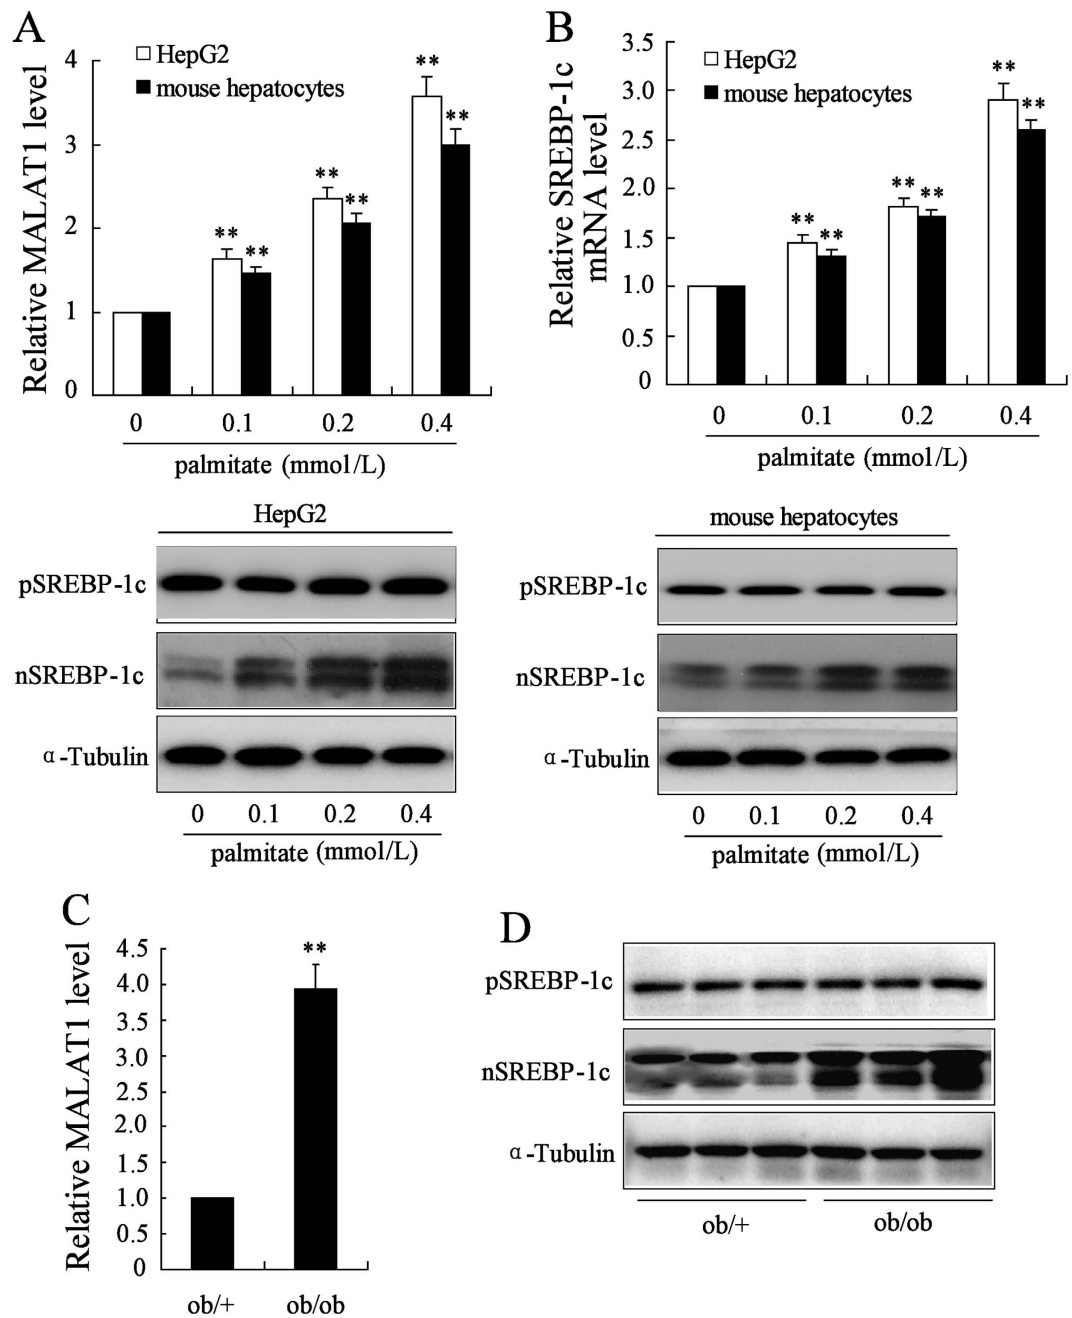 A
Relative MALAT1 level
HepG2
mouse hepatocytes
4
3
2
1
0
**
**
**
**
**
**
0 0.1 0.2 0.4
palmitate (mmol/L)
B
Relative SREBP-1c
mRNA level
HepG2
mouse hepatocytes
3.5
3.0
2.5
2.0
1.5
1.0
0.5
0
**
**
**
**
**
**
0 0.1 0.2 0.4
palmitate (mmol/L)
HepG2
pSREBP-1c
nSREBP-1c
α-Tubulin
0 0.1 0.2 0.4
palmitate (mmol/L)
mouse hepatocytes
pSREBP-1c
nSREBP-1c
α-Tubulin
0 0.1 0.2 0.4
palmitate (mmol/L)
C
Relative MALAT1 level
4.5
4.0
3.5
3.0
2.5
2.0
1.5
1.0
0.5
0
**
ob/+ ob/ob
D
pSREBP-1c
nSREBP-1c
α-Tubulin
ob/+ ob/ob